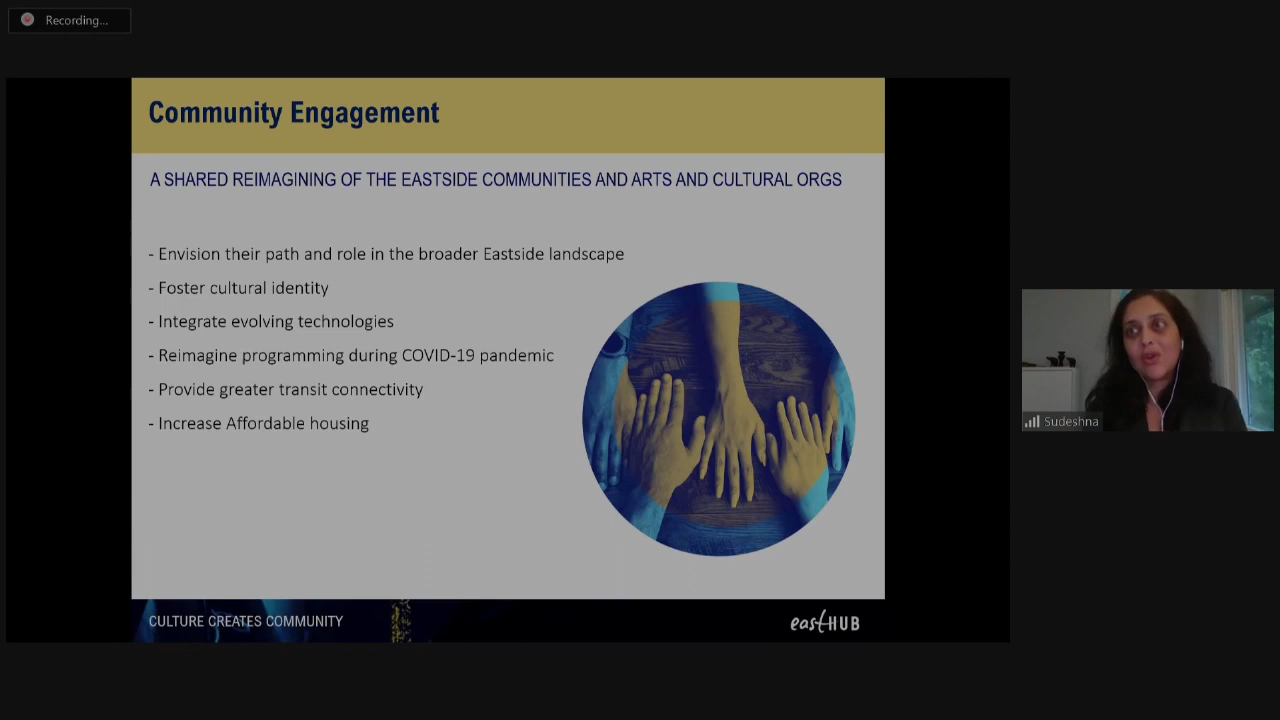 Recording...
Community Engagement
A SHARED REIMAGINING OF THE EASTSIDE COMMUNITIES AND ARTS AND CULTURAL ORGS
- Envision their path and role in the broader Eastside landscape
- Foster cultural identity
- Integrate evolving technologies
- Reimagine programming during COVID-19 pandemic
- Provide greater transit connectivity
- Increase Affordable housing
Sudeshna
CULTURE CREATES COMMUNITY
eastHUB